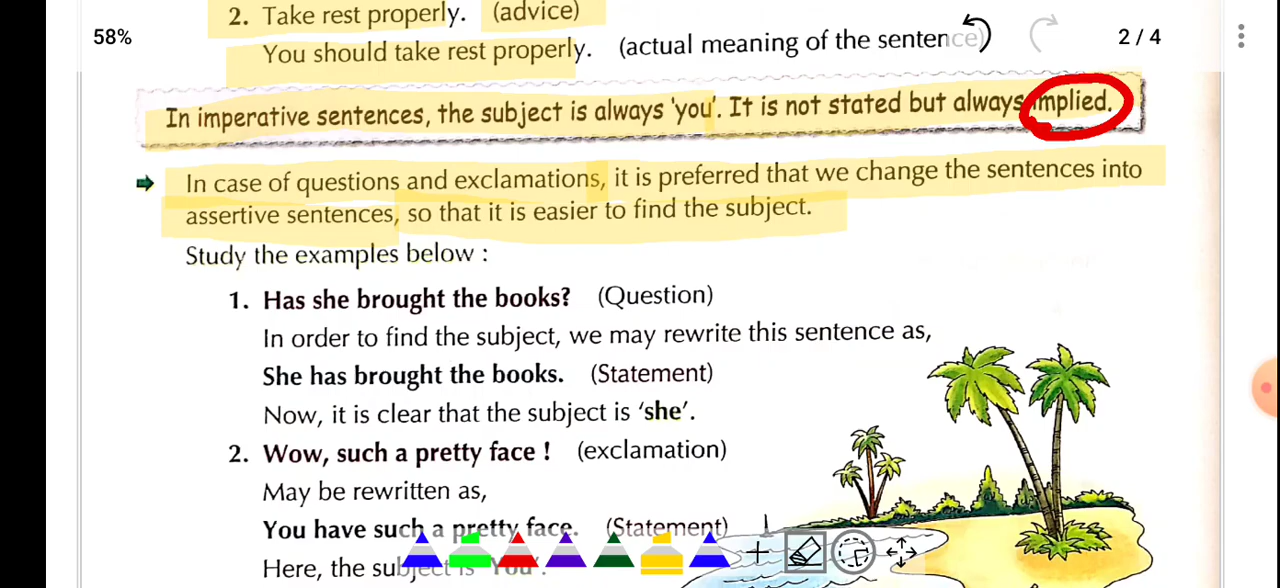 2. Take rest properly. (advice)
58%
You should take rest properly. (actual meaning of the sentence)
2 / 4
In imperative sentences, the subject is always 'you'. It is not stated but always implied.
In case of questions and exclamations, it is preferred that we change the sentences into
assertive sentences, so that it is easier to find the subject.
Study the examples below :
1. Has she brought the books? (Question)
In order to find the subject, we may rewrite this sentence as,
She has brought the books. (Statement)
Now, it is clear that the subject is 'she'.
2. Wow, such a pretty face ! (exclamation)
May be rewritten as,
You have such a pretty face. (Statement)
Here, the subject is 'You'.